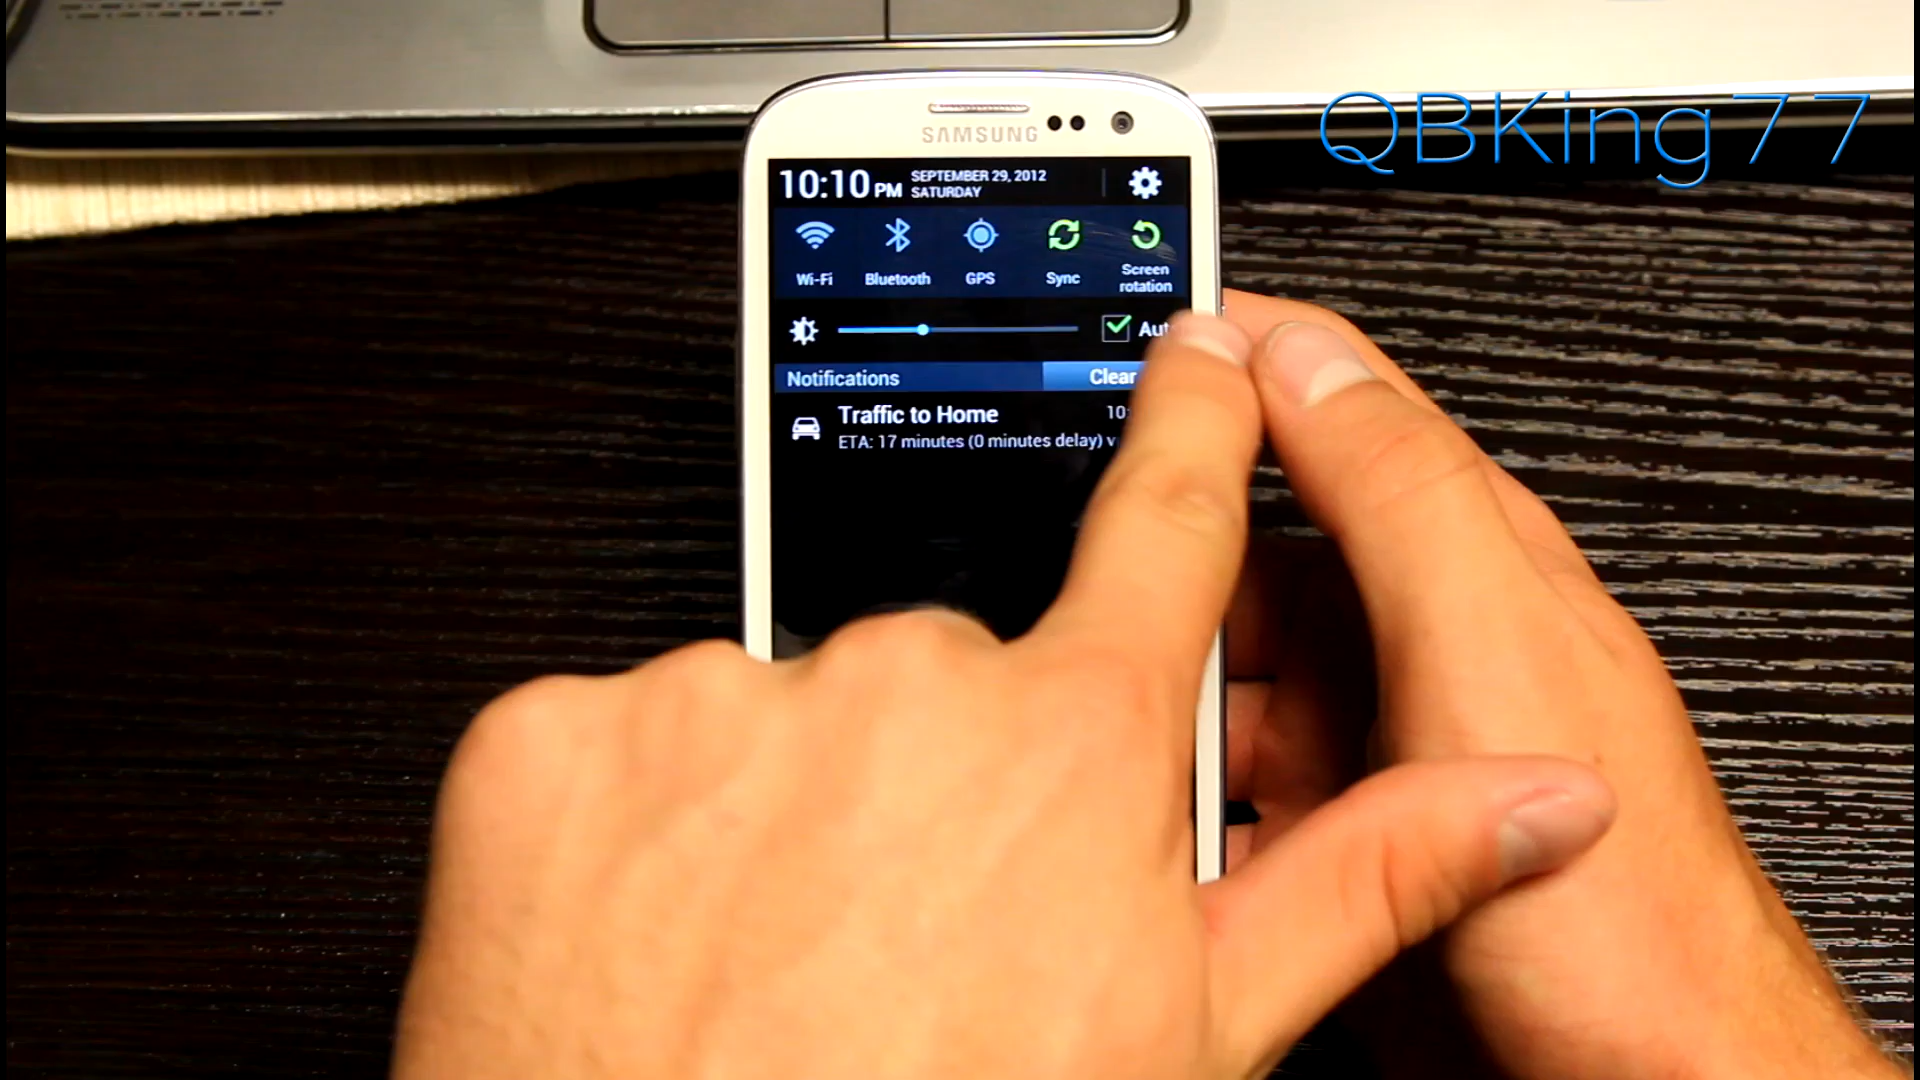 QBKing77
SAMSUNG
10:10 PM SEPTEMBER 29, 2012
SATURDAY
Wi-Fi Bluetooth GPS Sync Screen rotation
Notifications Clear
Traffic to Home
ETA: 17 minutes (0 minutes delay)